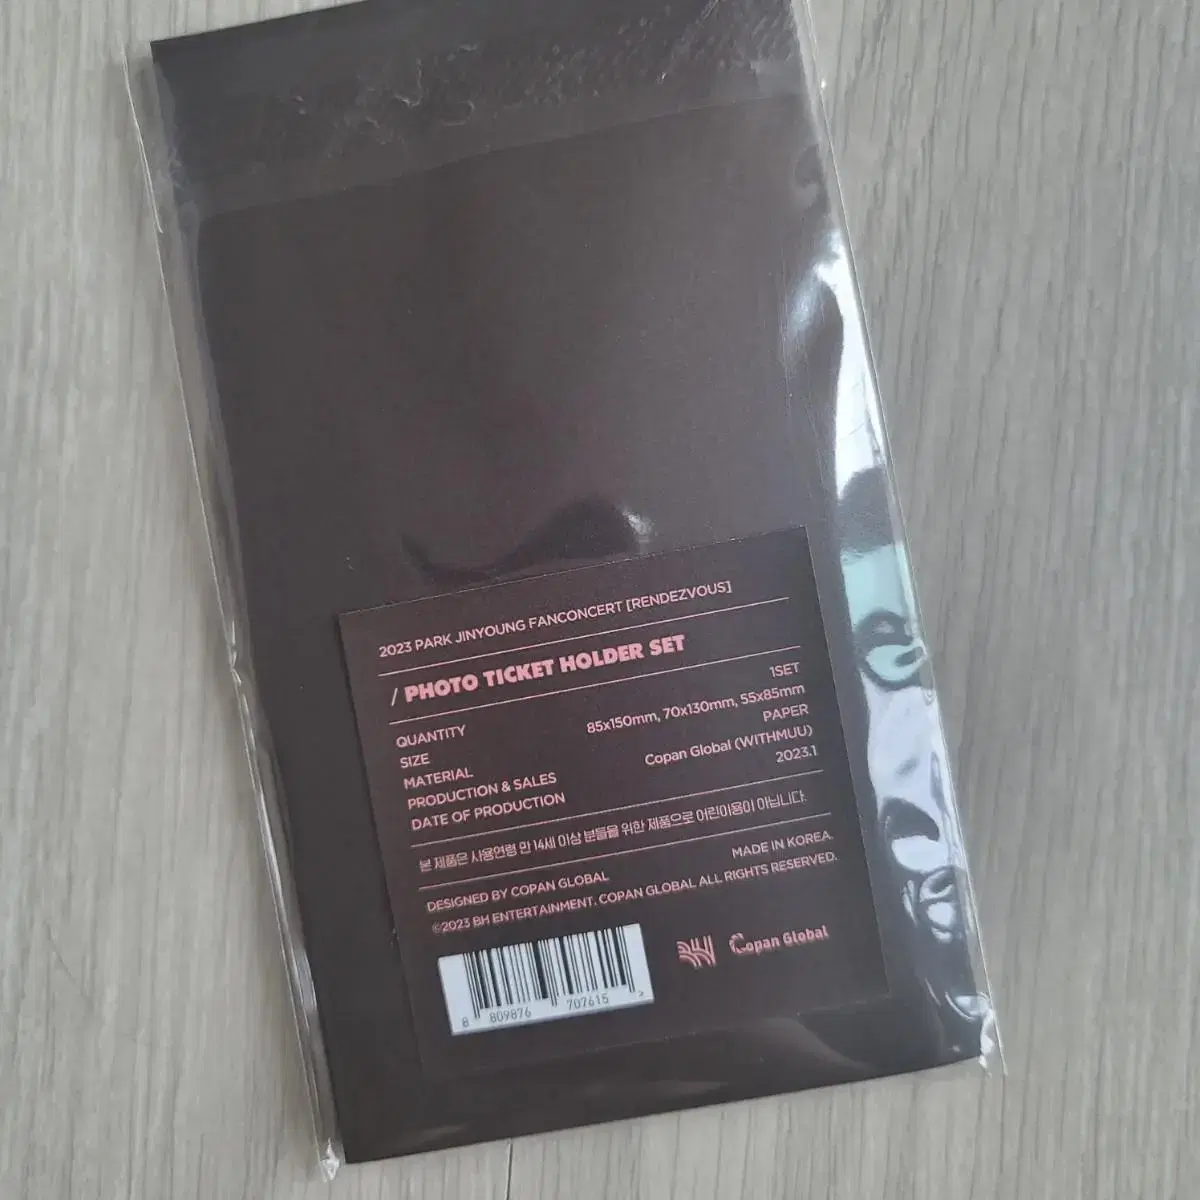 2023 PARK JINYOUNG FANCONCERT [RENDEZVOUS]
/ PHOTO TICKET HOLDER SET
QUANTITY 1SET
SIZE 85x150mm, 70x130mm, 55x85mm
MATERIAL PAPER
PRODUCTION & SALES Copan Global (WITHMUU)
DATE OF PRODUCTION 2023.1
본 제품은 사용연령 만 14세 이상 분들을 위한 제품으로 어린이용이 아닙니다.
MADE IN KOREA.
DESIGNED BY COPAN GLOBAL
©2023 BH ENTERTAINMENT. COPAN GLOBAL ALL RIGHTS RESERVED.
BH Copan Global
8 809876 707615 >